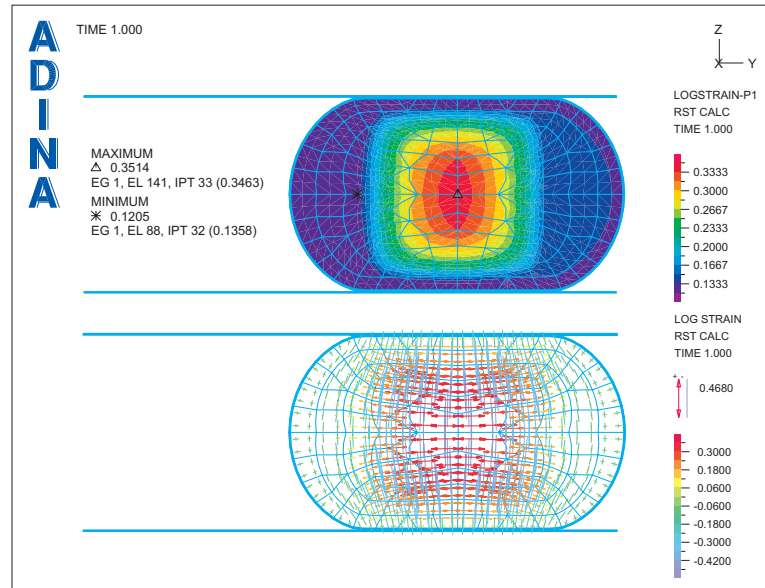 ADINA
TIME 1.000
Z
X Y
MAXIMUM
△ 0.3514
EG 1, EL 141, IPT 33 (0.3463)
MINIMUM
✳ 0.1205
EG 1, EL 88, IPT 32 (0.1358)
LOGSTRAIN-P1
RST CALC
TIME 1.000
0.3333
0.3000
0.2667
0.2333
0.2000
0.1667
0.1333
LOG STRAIN
RST CALC
TIME 1.000
+ -
0.4680
0.3000
0.1800
0.0600
-0.0600
-0.1800
-0.3000
-0.4200